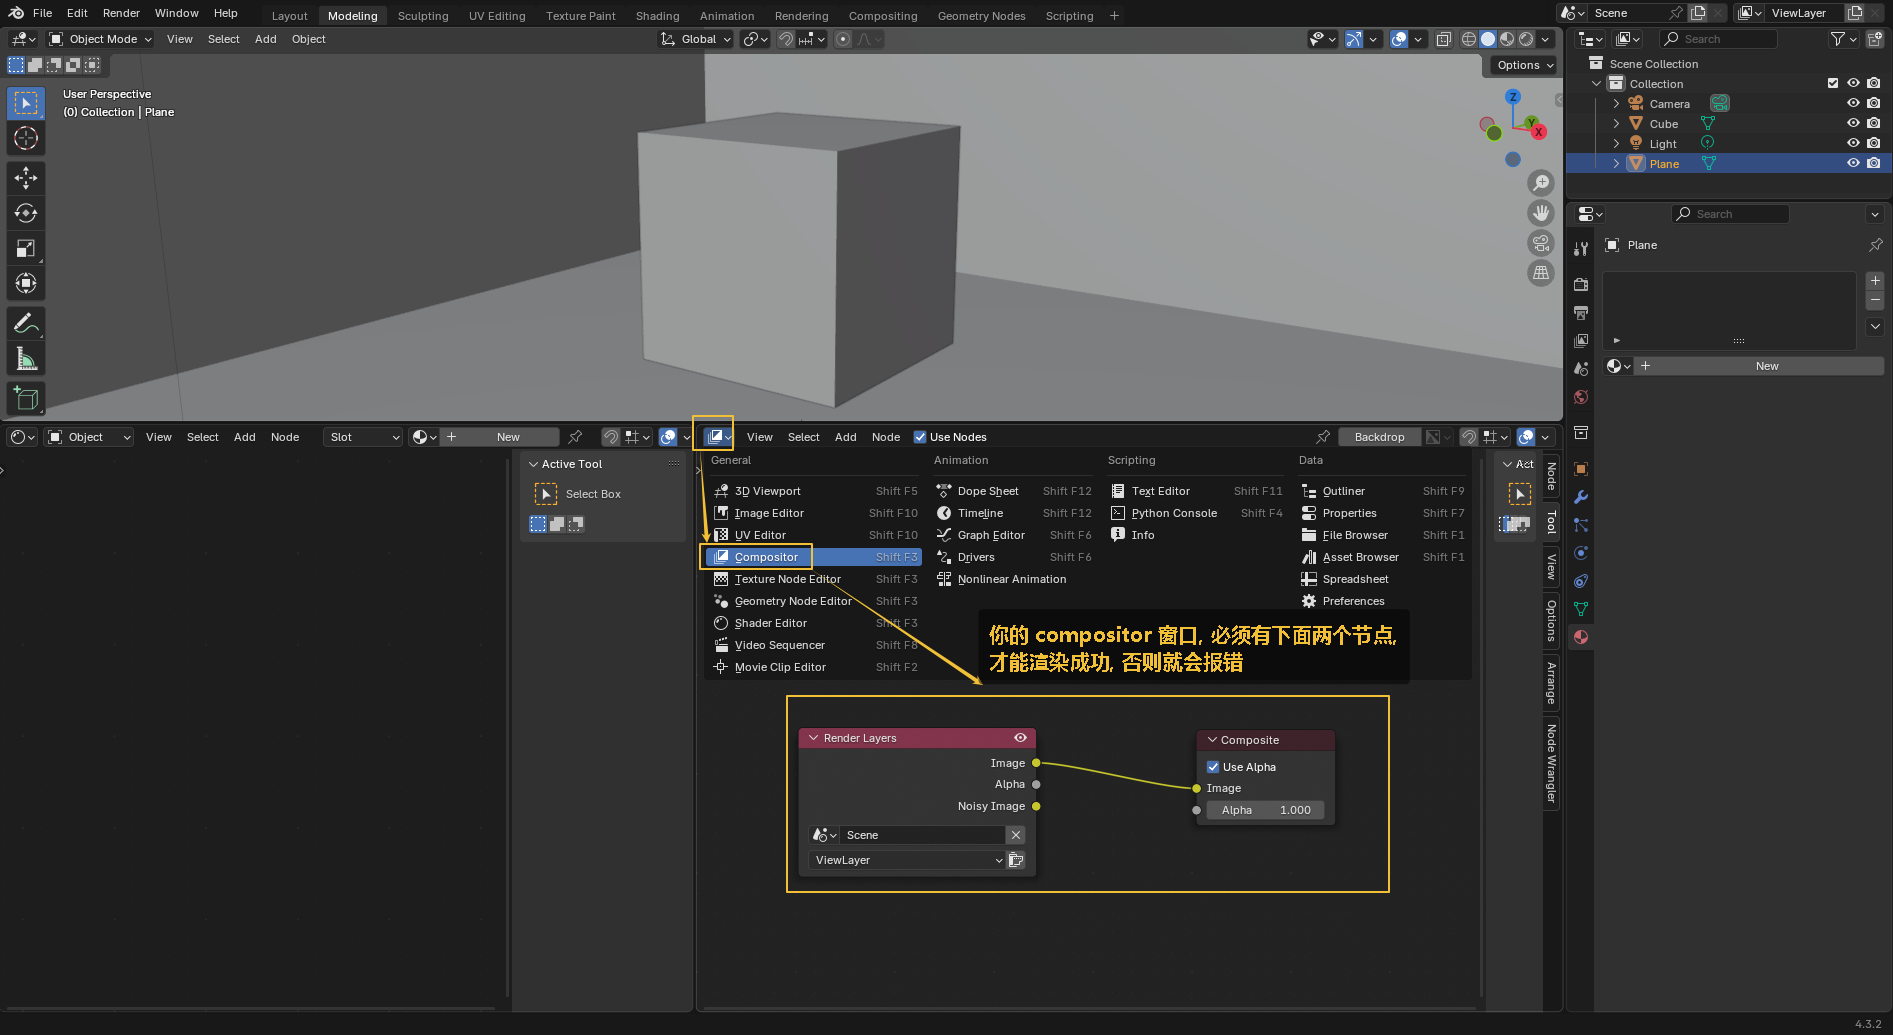 File Edit Render Window Help Layout Modeling Sculpting UV Editing Texture Paint Shading Animation Rendering Compositing Geometry Nodes Scripting + Scene ViewLayer
Object Mode View Select Add Object Global Search
Options
User Perspective
(0) Collection | Plane
Z
Y
X
Scene Collection
Collection
Camera
Cube
Light
Plane
Search
Plane
New
Object View Select Add Node Slot New
Active Tool
Select Box
View Select Add Node Use Nodes Backdrop
General Animation Scripting Data
3D Viewport Shift F5 Dope Sheet Shift F12 Text Editor Shift F11 Outliner Shift F9
Image Editor Shift F10 Timeline Shift F12 Python Console Shift F4 Properties Shift F7
UV Editor Shift F10 Graph Editor Shift F6 Info File Browser Shift F1
Compositor Shift F3 Drivers Shift F6 Asset Browser Shift F1
Texture Node Editor Shift F3 Nonlinear Animation Spreadsheet
Geometry Node Editor Shift F3 Preferences
Shader Editor Shift F3
Video Sequencer Shift F8
Movie Clip Editor Shift F2
你的 compositor 窗口, 必须有下面两个节点,
才能渲染成功, 否则就会报错
Act
Node
Tool
View
Options
Arrange
Node Wrangler
Render Layers
Image
Alpha
Noisy Image
Scene
ViewLayer
Composite
Use Alpha
Image
Alpha 1.000
4.3.2